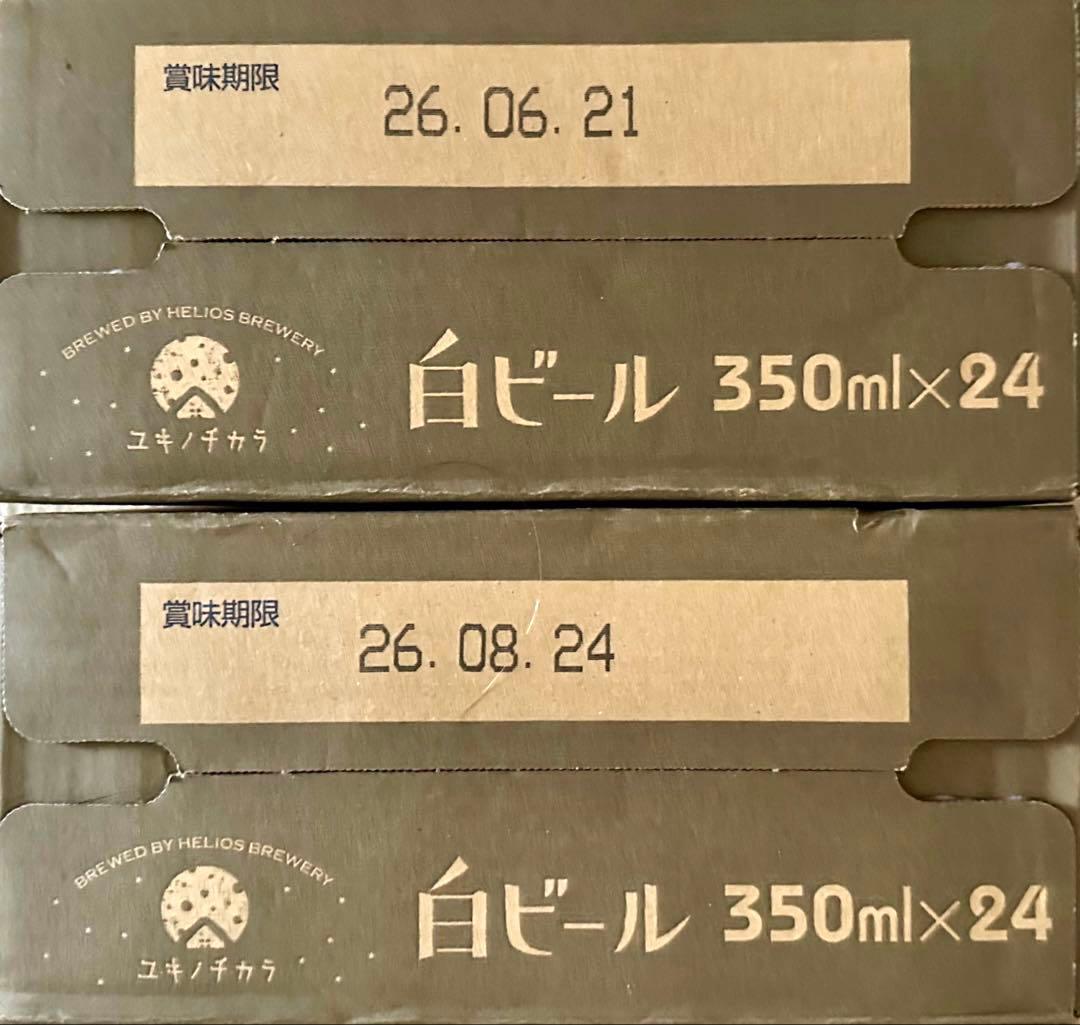 賞味期限
26. 06. 21
BREWED BY HELIOS BREWERY
ユキノチカラ
白ビール 350ml×24
賞味期限
26. 08. 24
BREWED BY HELIOS BREWERY
ユキノチカラ
白ビール 350ml×24